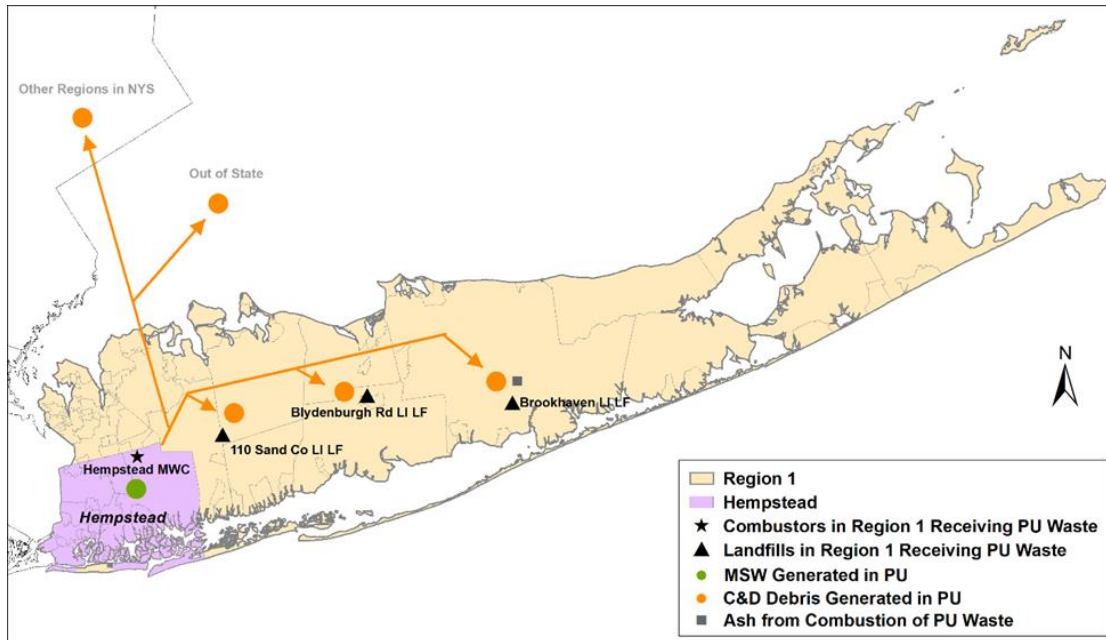 Other Regions in NYS
Out of State
N
Blydenburgh Rd LI LF
Brookhaven LI LF
110 Sand Co LI LF
Hempstead MWC
Hempstead
Region 1
Hempstead
Combustors in Region 1 Receiving PU Waste
Landfills in Region 1 Receiving PU Waste
MSW Generated in PU
C&D Debris Generated in PU
Ash from Combustion of PU Waste